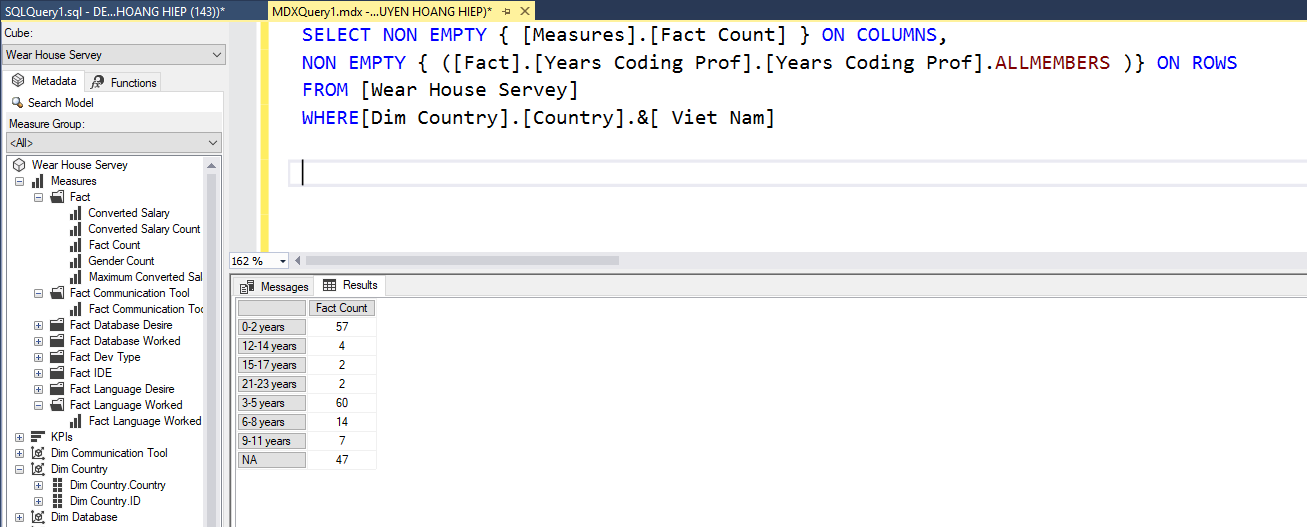 SQLQuery1.sql - DE...HOANG HIEP (143))*
MDXQuery1.mdx -...UYEN HOANG HIEP)*
Cube:
Wear House Servey
Metadata
Functions
Search Model
Measure Group:
<All>
Wear House Servey
Measures
Fact
Converted Salary
Converted Salary Count
Fact Count
Gender Count
Maximum Converted Sal
Fact Communication Tool
Fact Communication Too
Fact Database Desire
Fact Database Worked
Fact Dev Type
Fact IDE
Fact Language Desire
Fact Language Worked
Fact Language Worked
KPIs
Dim Communication Tool
Dim Country
Dim Country.Country
Dim Country.ID
Dim Database
SELECT NON EMPTY { [Measures].[Fact Count] } ON COLUMNS,
NON EMPTY { ([Fact].[Years Coding Prof].[Years Coding Prof].ALLMEMBERS )} ON ROWS
FROM [Wear House Servey]
WHERE[Dim Country].[Country].&[ Viet Nam]
162 %
Messages
Results
Fact Count
0-2 years 57
12-14 years 4
15-17 years 2
21-23 years 2
3-5 years 60
6-8 years 14
9-11 years 7
NA 47